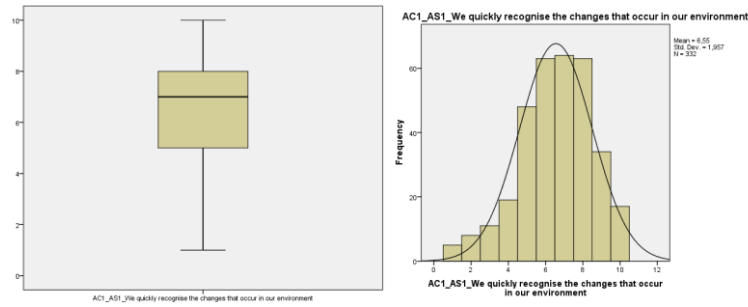 10
8
6
4
2
0
AC1_AS1_We quickly recognise the changes that occur in our environment
AC1_AS1_We quickly recognise the changes that occur in our environment
Mean = 6,55
Std. Dev. = 1,957
N = 332
Frequency
60
40
20
0
0 2 4 6 8 10 12
AC1_AS1_We quickly recognise the changes that occur
in our environment